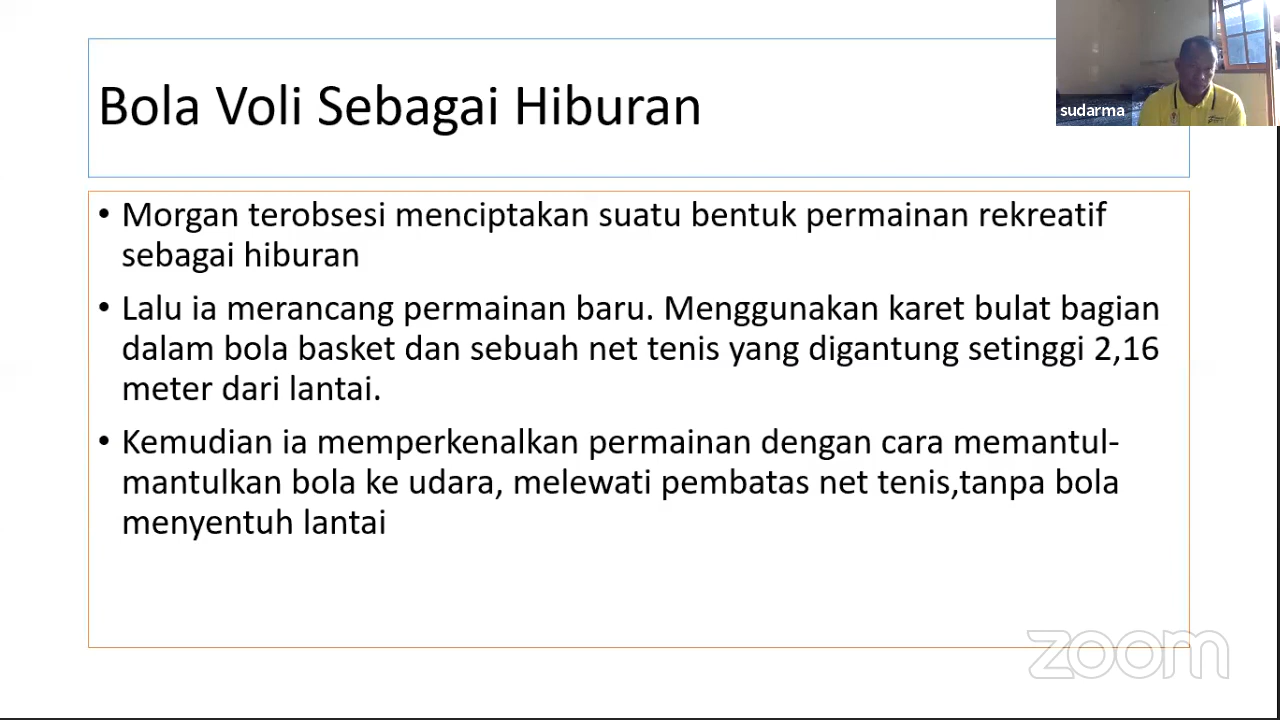 Bola Voli Sebagai Hiburan
sudarma
• Morgan terobsesi menciptakan suatu bentuk permainan rekreatif
sebagai hiburan
• Lalu ia merancang permainan baru. Menggunakan karet bulat bagian
dalam bola basket dan sebuah net tenis yang digantung setinggi 2,16
meter dari lantai.
• Kemudian ia memperkenalkan permainan dengan cara memantul-
mantulkan bola ke udara, melewati pembatas net tenis,tanpa bola
menyentuh lantai
zoom